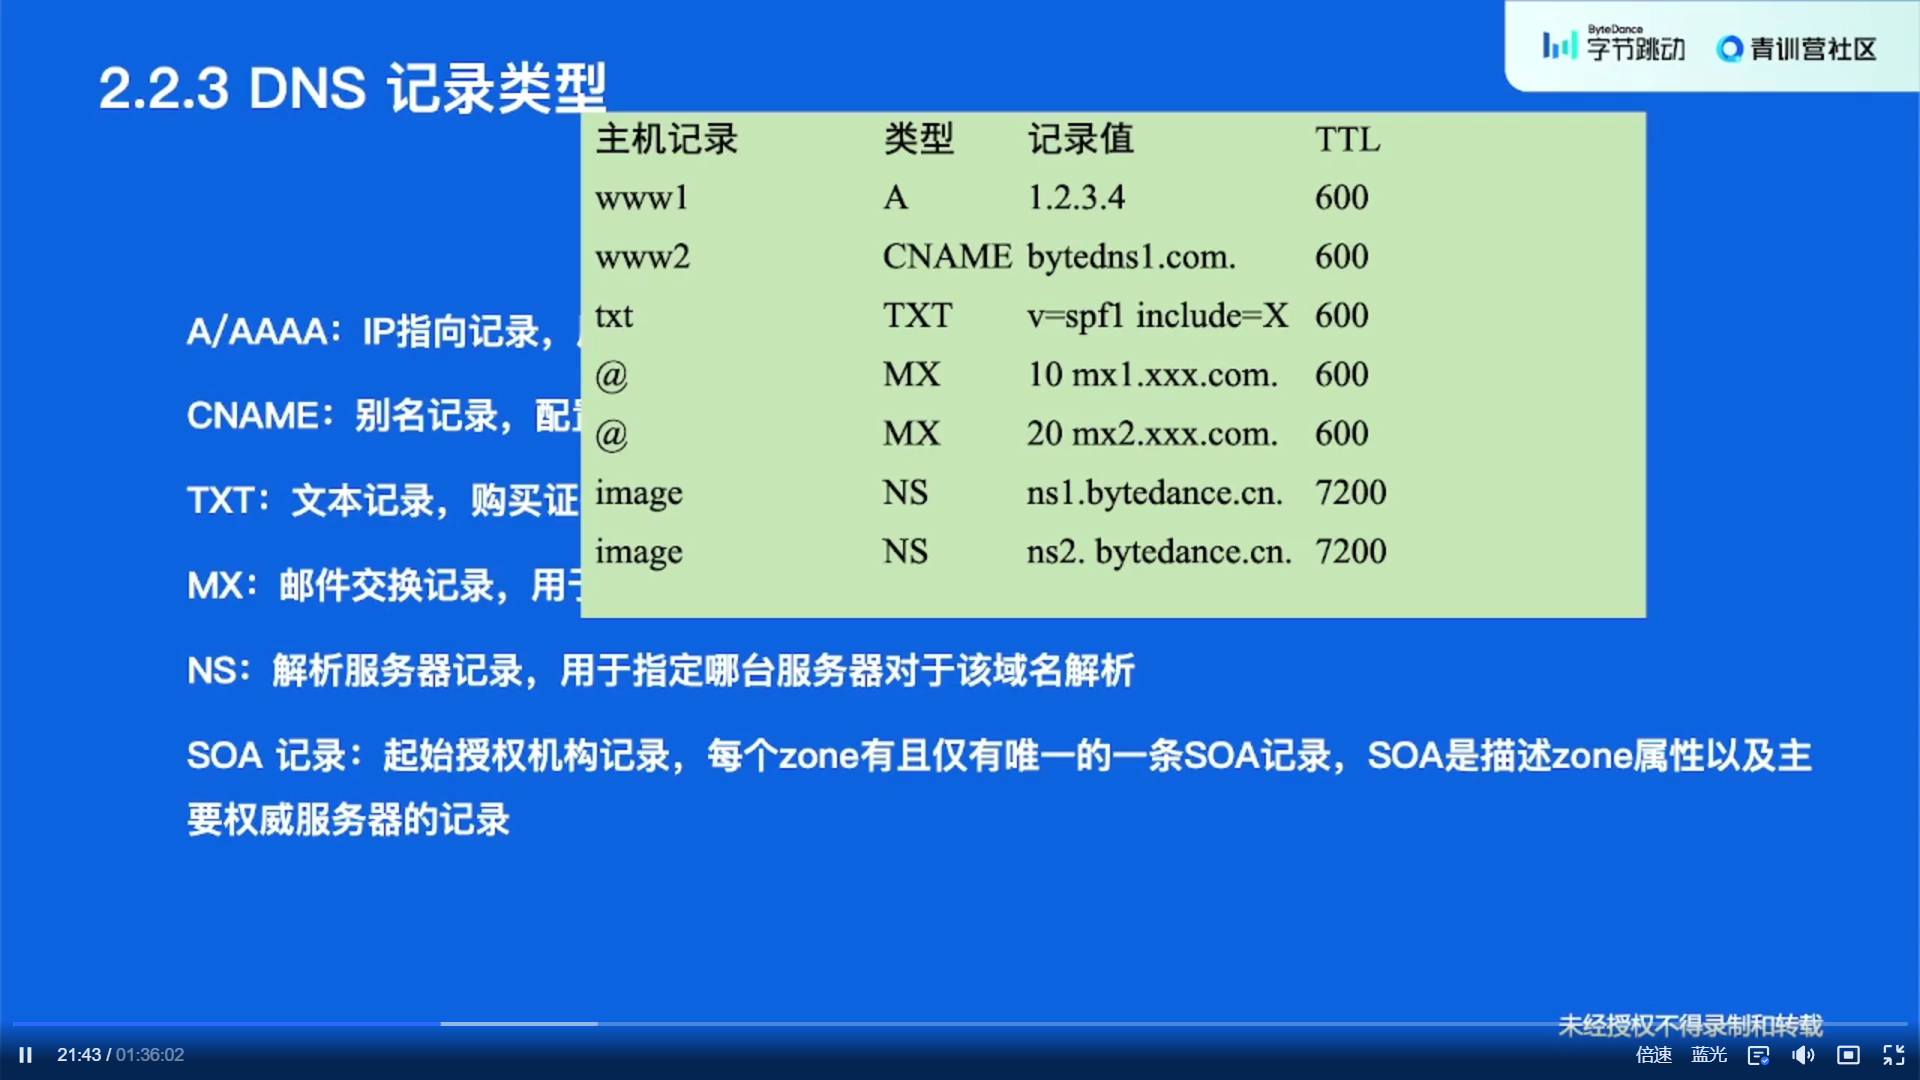 ByteDance
字节跳动
青训营社区
2.2.3 DNS 记录类型
主机记录 类型 记录值 TTL
www1 A 1.2.3.4 600
www2 CNAME bytedns1.com. 600
txt TXT v=spf1 include=X 600
@ MX 10 mx1.xxx.com. 600
@ MX 20 mx2.xxx.com. 600
image NS ns1.bytedance.cn. 7200
image NS ns2. bytedance.cn. 7200
A/AAAA：IP指向记录，
CNAME：别名记录，配
TXT：文本记录，购买证
MX：邮件交换记录，用
NS：解析服务器记录，用于指定哪台服务器对于该域名解析
SOA 记录：起始授权机构记录，每个zone有且仅有唯一的一条SOA记录，SOA是描述zone属性以及主
要权威服务器的记录
未经授权不得录制和转载
21:43 / 01:36:02
倍速 蓝光